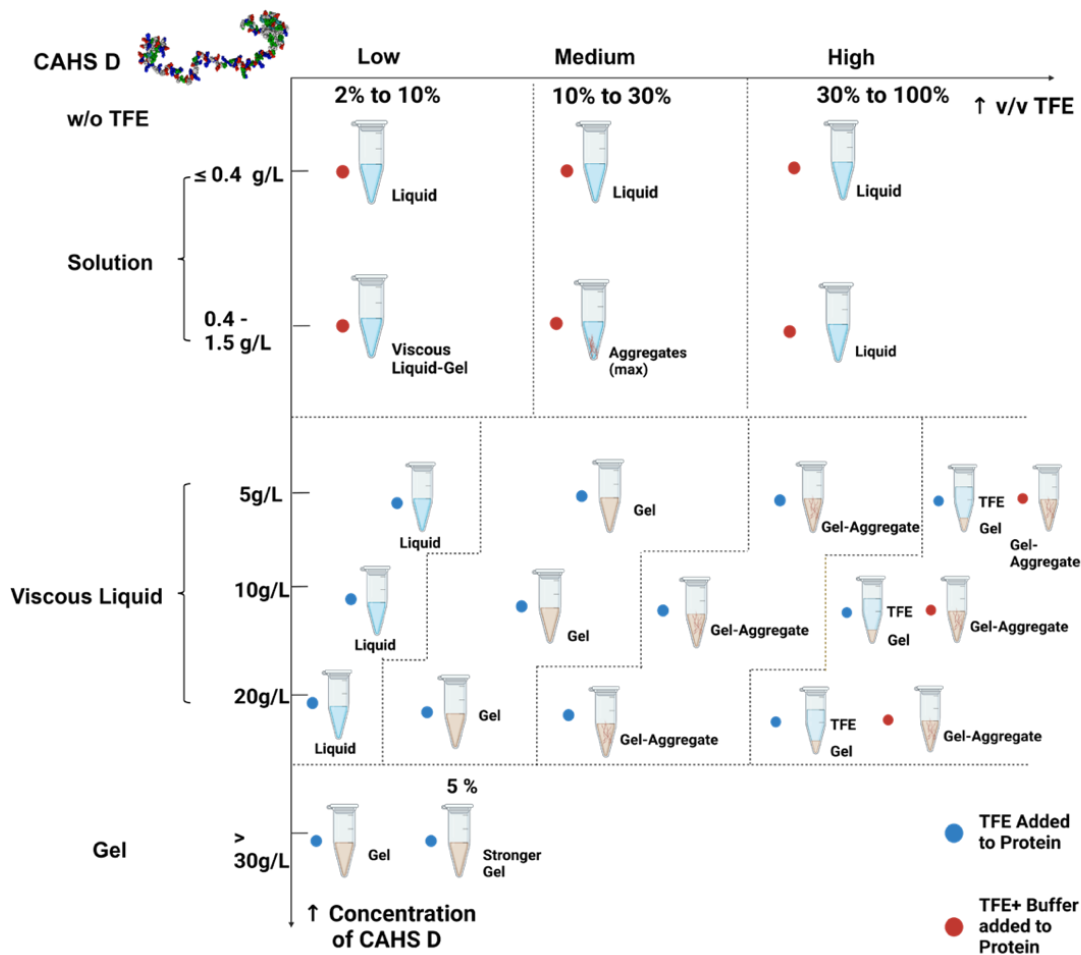 CAHS D
Low
Medium
High
2% to 10%
10% to 30%
30% to 100%
↑ v/v TFE
w/o TFE
≤ 0.4 g/L
Liquid
Liquid
Liquid
Solution
0.4 -
1.5 g/L
Viscous
Liquid-Gel
Aggregates
(max)
Liquid
5g/L
Liquid
Gel
Gel-Aggregate
TFE
Gel
Gel-
Aggregate
Viscous Liquid
10g/L
Liquid
Gel
Gel-Aggregate
TFE
Gel
Gel-Aggregate
20g/L
Liquid
Gel
Gel-Aggregate
TFE
Gel
Gel-Aggregate
5 %
Gel
>
30g/L
Gel
Stronger
Gel
TFE Added
to Protein
↑ Concentration
of CAHS D
TFE+ Buffer
added to
Protein